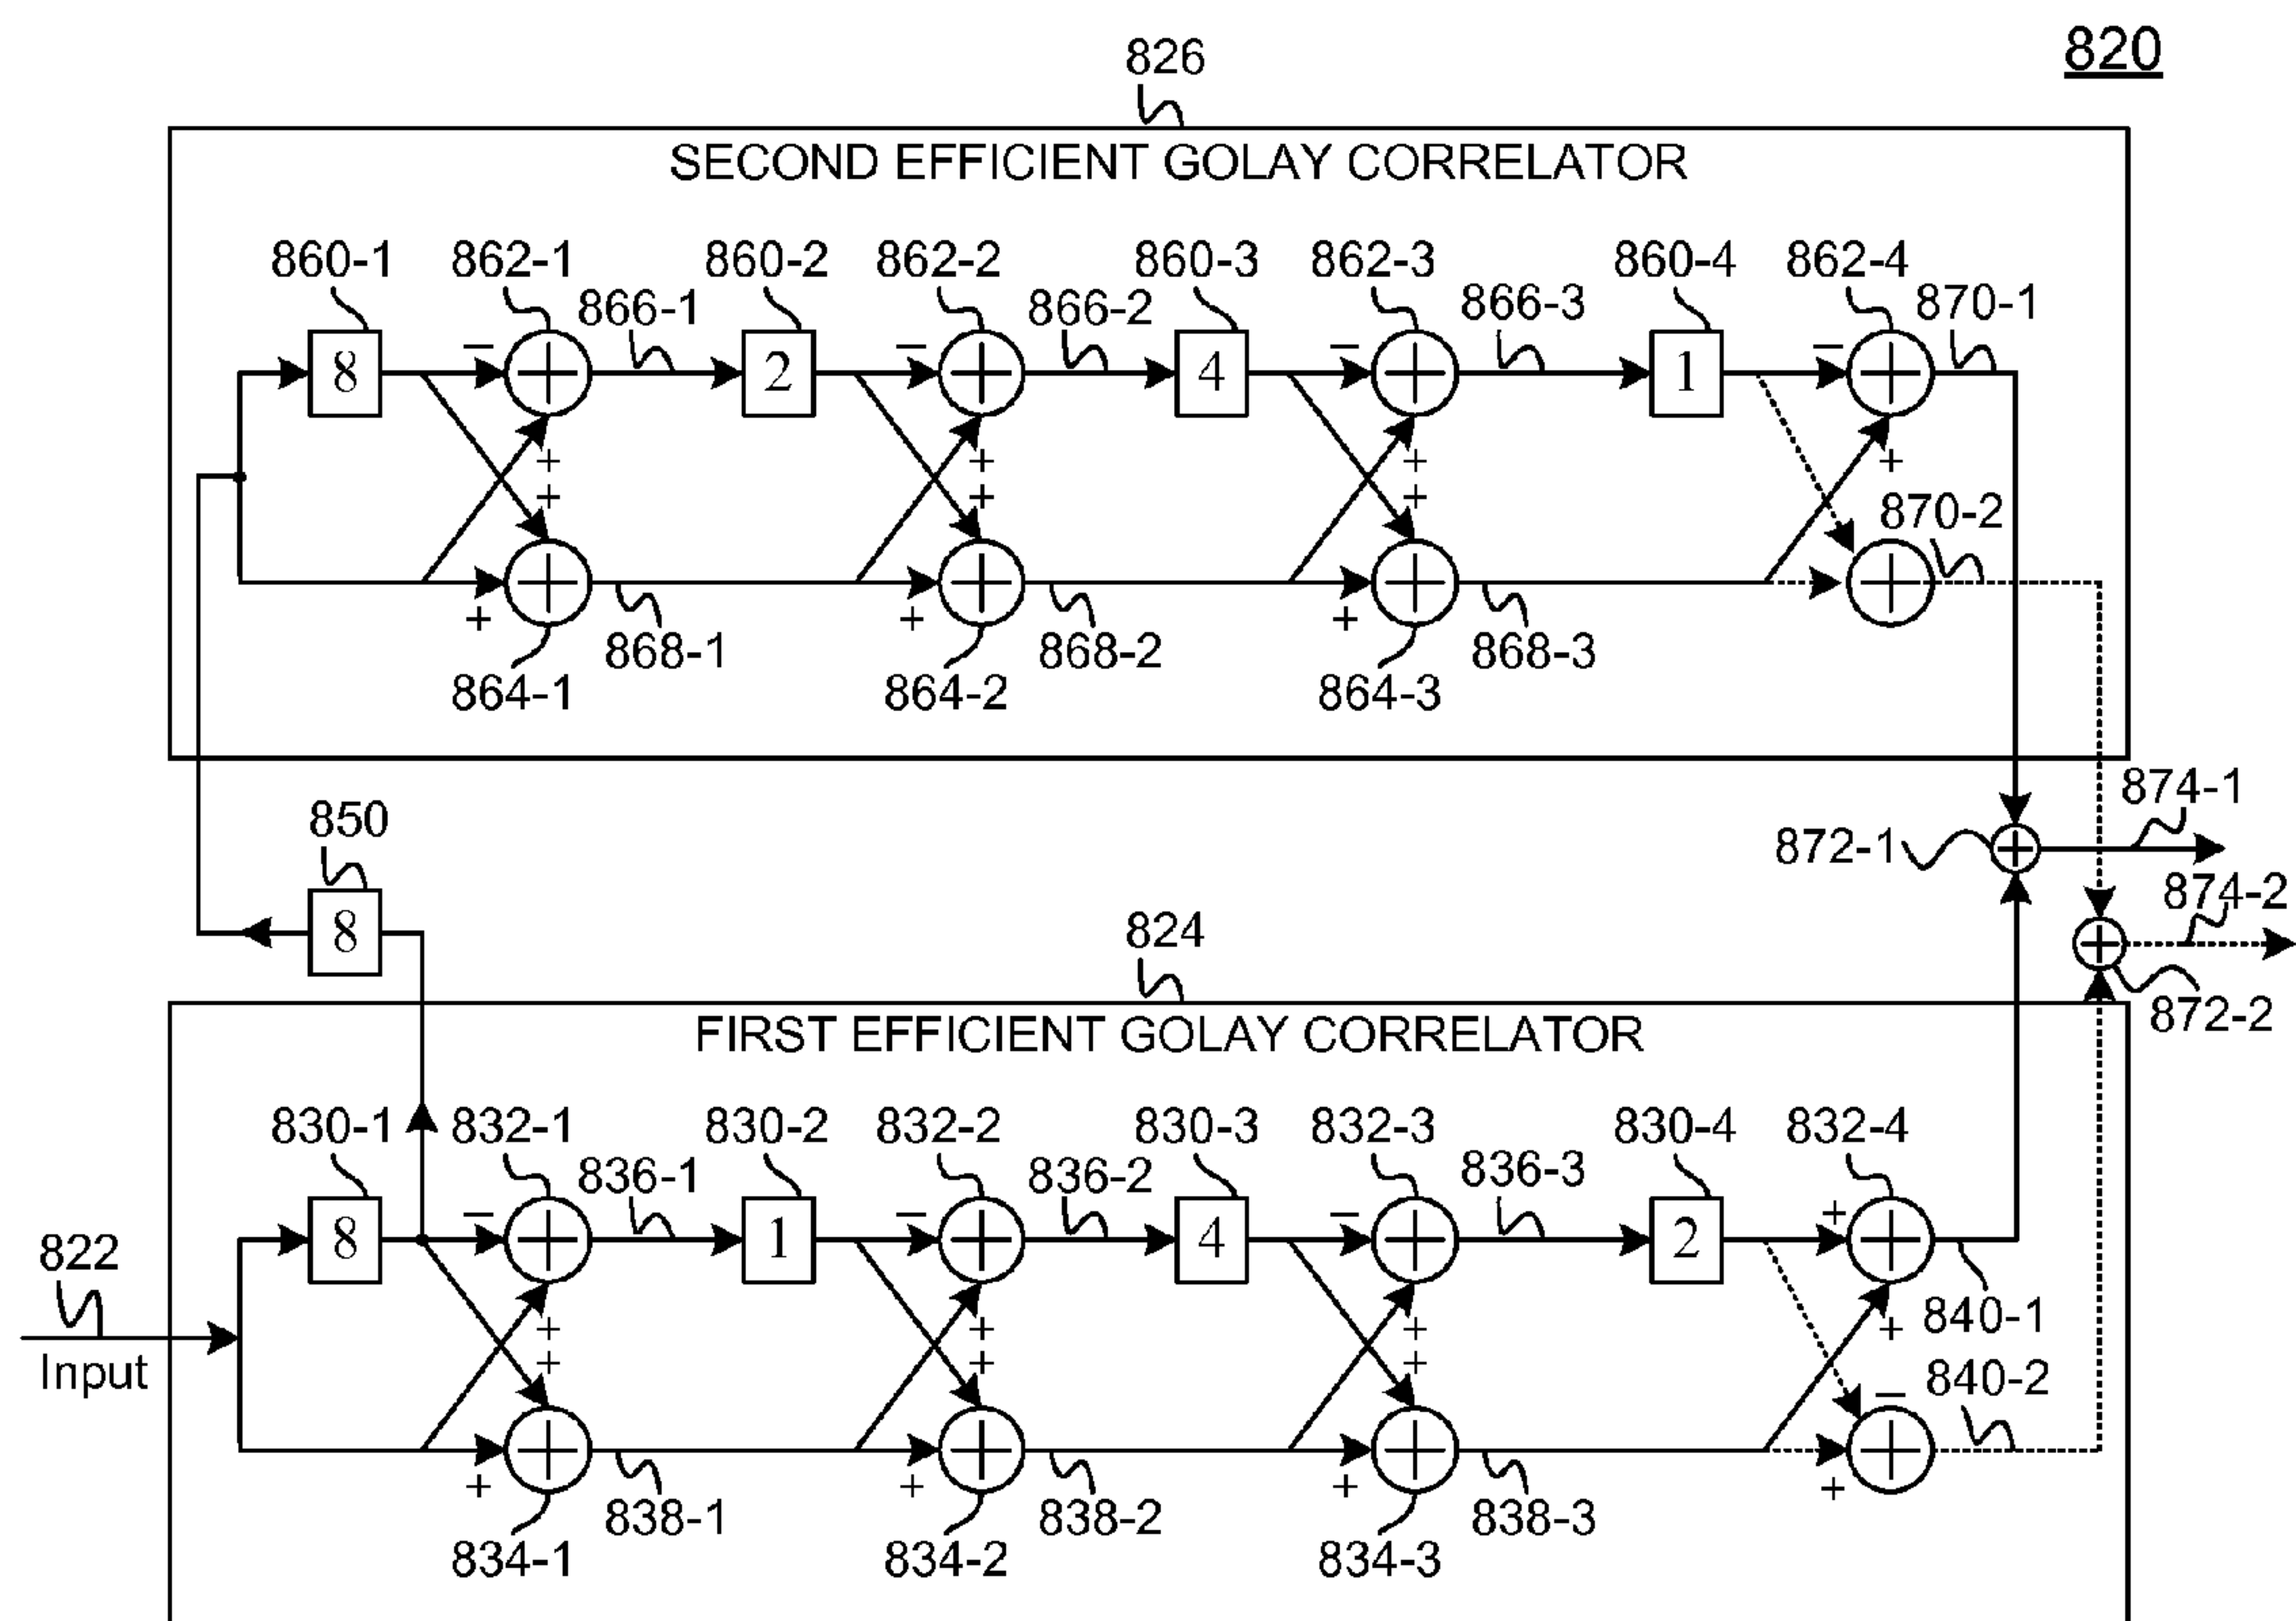 820
826
SECOND EFFICIENT GOLAY CORRELATOR
860-1 862-1 860-2 862-2 860-3 862-3 860-4 862-4
866-1 866-2 866-3 870-1
− − − −
8 2 4 1
+ + + +
+ + +
870-2
+ + +
868-1 868-2 868-3
864-1 864-2 864-3
850
874-1
872-1
8
874-2
824
872-2
FIRST EFFICIENT GOLAY CORRELATOR
830-1 832-1 830-2 832-2 830-3 832-3 830-4 832-4
836-1 836-2 836-3
− − − +
822
8 1 4 2
840-1
+ + + +
Input
+ + +
840-2
−
+ + + +
838-1 838-2 838-3
834-1 834-2 834-3